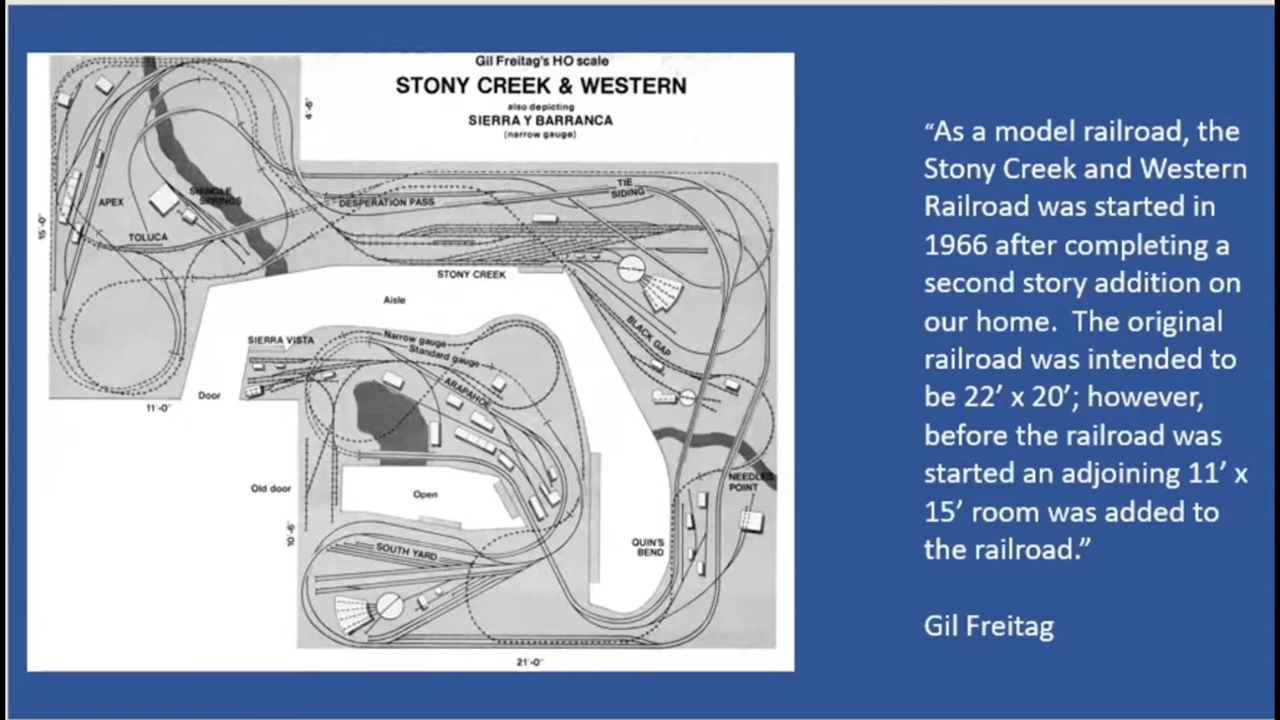 Gil Freitag's HO scale
STONY CREEK & WESTERN
also depicting
SIERRA Y BARRANCA
(narrow gauge)
4'-6"
15'-0"
APEX
SHINGLE
SPRINGS
TOLUCA
DESPERATION PASS
TIE
SIDING
STONY CREEK
Aisle
BLACK GAP
SIERRA VISTA
Narrow gauge
Standard gauge
ARAPAHOE
Door
11'-0"
Old door
Open
10'-6"
SOUTH YARD
QUIN'S
BEND
NEEDLES
POINT
21'-0"
“As a model railroad, the
Stony Creek and Western
Railroad was started in
1966 after completing a
second story addition on
our home. The original
railroad was intended to
be 22’ x 20’; however,
before the railroad was
started an adjoining 11’ x
15’ room was added to
the railroad.”
Gil Freitag